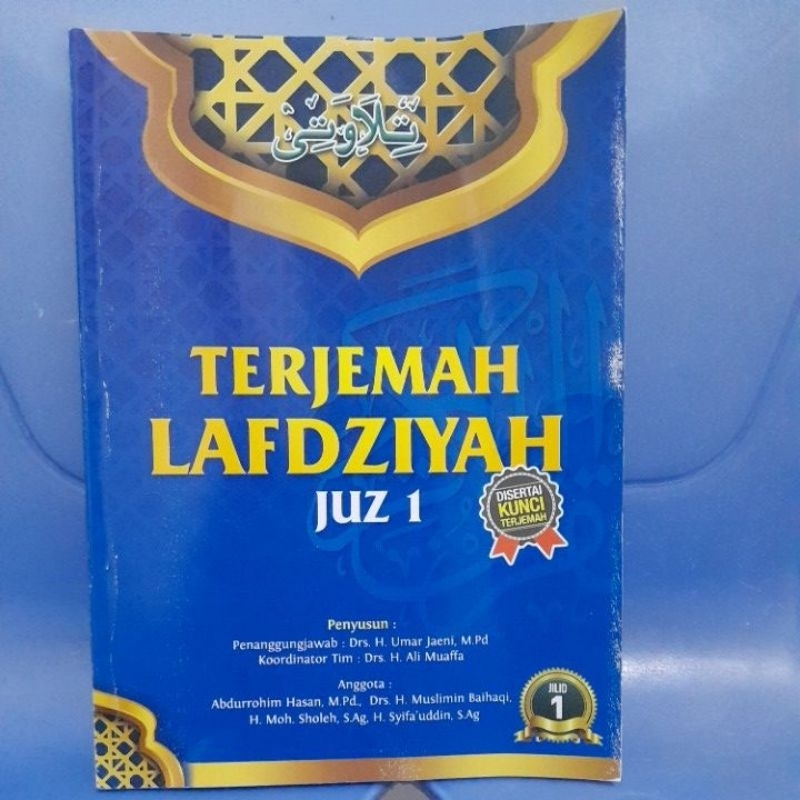 تِلَاوَتِى
TERJEMAH
LAFDZIYAH
JUZ 1
DISERTAI
KUNCI
TERJEMAH
Penyusun :
Penanggungjawab : Drs. H. Umar Jaeni, M.Pd
Koordinator Tim : Drs. H. Ali Muaffa
Anggota :
Abdurrohim Hasan, M.Pd., Drs. H. Muslimin Baihaqi,
H. Moh. Sholeh, S.Ag, H. Syifa'uddin, S.Ag
JILID
1